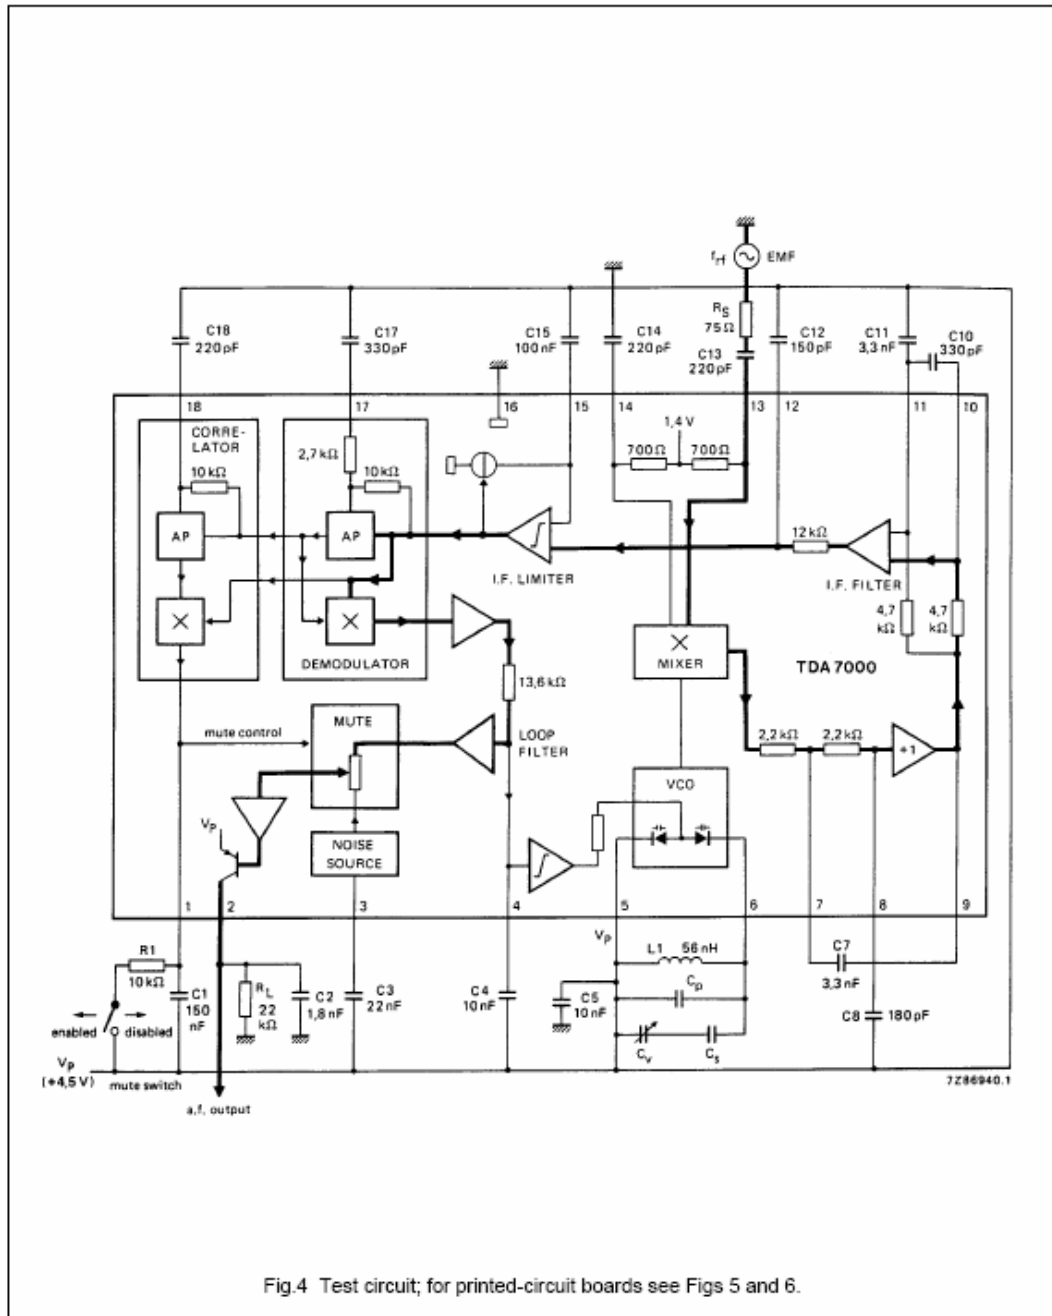 f_rf EMF
R_S
75 Ω
C18
220 pF
C17
330 pF
C15
100 nF
C14
220 pF
C13
220 pF
C12
150 pF
C11
3,3 nF
C10
330 pF
18
17
16
15
14
13
12
11
10
CORRE-
LATOR
10 kΩ
AP
2,7 kΩ
10 kΩ
AP
1,4 V
700 Ω
700 Ω
12 kΩ
I.F. LIMITER
I.F. FILTER
4,7
kΩ
4,7
kΩ
DEMODULATOR
MIXER
TDA 7000
13,6 kΩ
MUTE
mute control
LOOP
FILTER
2,2 kΩ
2,2 kΩ
+1
VCO
V_P
NOISE
SOURCE
1
2
3
4
5
6
7
8
9
V_P
R1
10 kΩ
C1
150
nF
R_L
22
kΩ
C2
1,8 nF
C3
22 nF
C4
10 nF
C5
10 nF
L1 56 nH
C_p
C_v
C_s
C7
3,3 nF
C8 180 pF
enabled
disabled
V_P
(+4,5 V)
mute switch
a.f. output
7Z86940.1
Fig.4 Test circuit; for printed-circuit boards see Figs 5 and 6.